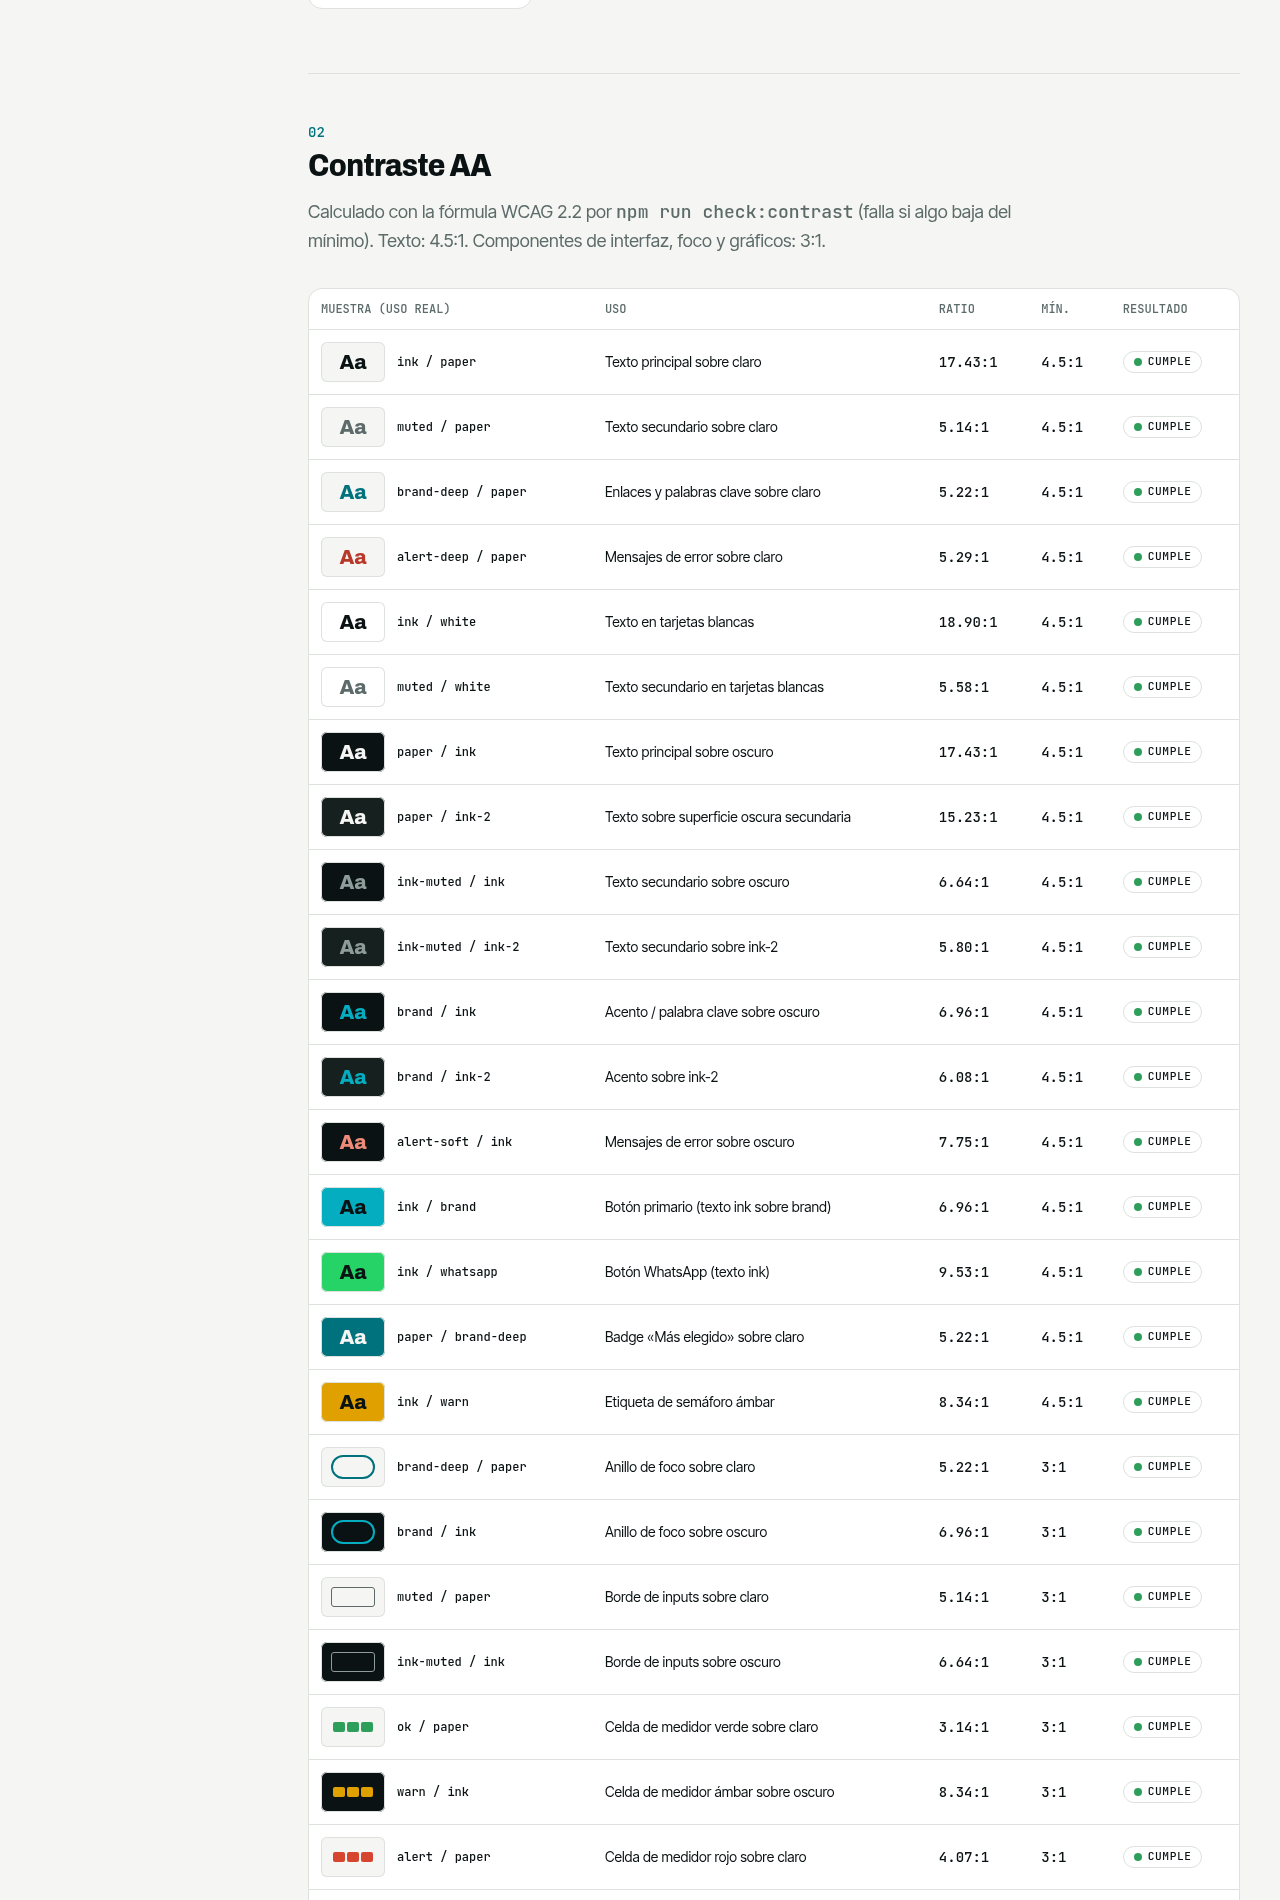 02
Contraste AA
Calculado con la fórmula WCAG 2.2 por npm run check:contrast (falla si algo baja del
mínimo). Texto: 4.5:1. Componentes de interfaz, foco y gráficos: 3:1.
MUESTRA (USO REAL) USO RATIO MÍN. RESULTADO
Aa ink / paper Texto principal sobre claro 17.43:1 4.5:1 CUMPLE
Aa muted / paper Texto secundario sobre claro 5.14:1 4.5:1 CUMPLE
Aa brand-deep / paper Enlaces y palabras clave sobre claro 5.22:1 4.5:1 CUMPLE
Aa alert-deep / paper Mensajes de error sobre claro 5.29:1 4.5:1 CUMPLE
Aa ink / white Texto en tarjetas blancas 18.90:1 4.5:1 CUMPLE
Aa muted / white Texto secundario en tarjetas blancas 5.58:1 4.5:1 CUMPLE
Aa paper / ink Texto principal sobre oscuro 17.43:1 4.5:1 CUMPLE
Aa paper / ink-2 Texto sobre superficie oscura secundaria 15.23:1 4.5:1 CUMPLE
Aa ink-muted / ink Texto secundario sobre oscuro 6.64:1 4.5:1 CUMPLE
Aa ink-muted / ink-2 Texto secundario sobre ink-2 5.80:1 4.5:1 CUMPLE
Aa brand / ink Acento / palabra clave sobre oscuro 6.96:1 4.5:1 CUMPLE
Aa brand / ink-2 Acento sobre ink-2 6.08:1 4.5:1 CUMPLE
Aa alert-soft / ink Mensajes de error sobre oscuro 7.75:1 4.5:1 CUMPLE
Aa ink / brand Botón primario (texto ink sobre brand) 6.96:1 4.5:1 CUMPLE
Aa ink / whatsapp Botón WhatsApp (texto ink) 9.53:1 4.5:1 CUMPLE
Aa paper / brand-deep Badge «Más elegido» sobre claro 5.22:1 4.5:1 CUMPLE
Aa ink / warn Etiqueta de semáforo ámbar 8.34:1 4.5:1 CUMPLE
brand-deep / paper Anillo de foco sobre claro 5.22:1 3:1 CUMPLE
brand / ink Anillo de foco sobre oscuro 6.96:1 3:1 CUMPLE
muted / paper Borde de inputs sobre claro 5.14:1 3:1 CUMPLE
ink-muted / ink Borde de inputs sobre oscuro 6.64:1 3:1 CUMPLE
ok / paper Celda de medidor verde sobre claro 3.14:1 3:1 CUMPLE
warn / ink Celda de medidor ámbar sobre oscuro 8.34:1 3:1 CUMPLE
alert / paper Celda de medidor rojo sobre claro 4.07:1 3:1 CUMPLE